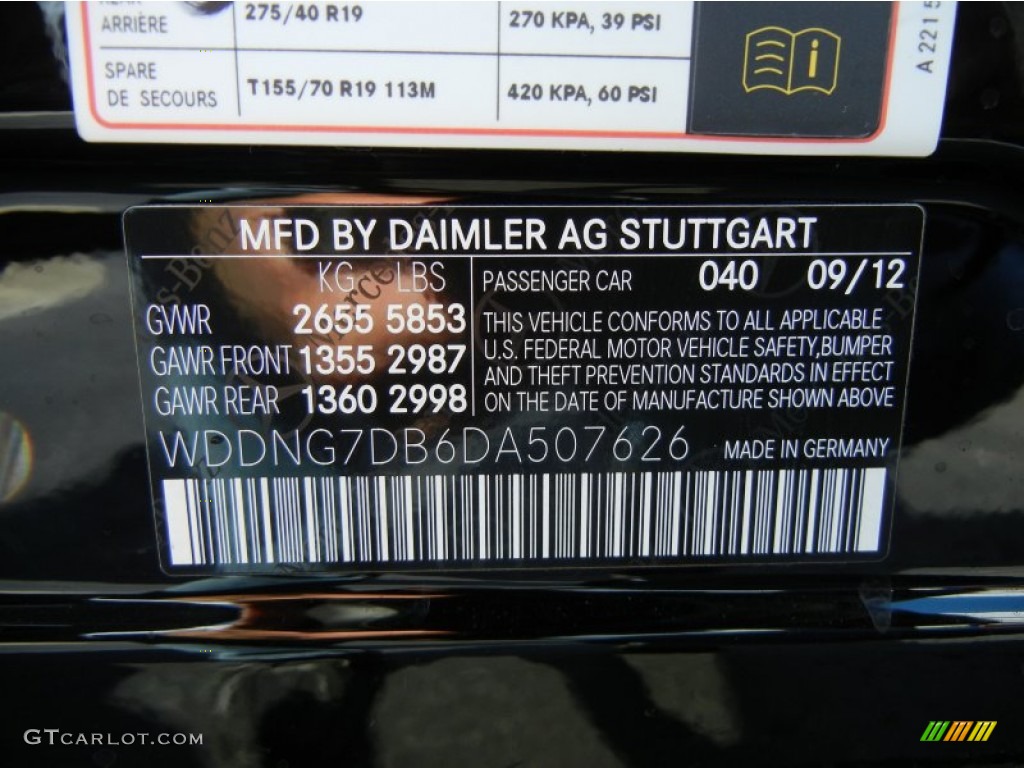 ARRIÈRE 275/40 R19 270 KPA, 39 PSI
SPARE
DE SECOURS T155/70 R19 113M 420 KPA, 60 PSI
A 221 5
MFD BY DAIMLER AG STUTTGART
KG LBS PASSENGER CAR 040 09/12
GVWR 2655 5853
GAWR FRONT 1355 2987
GAWR REAR 1360 2998
THIS VEHICLE CONFORMS TO ALL APPLICABLE
U.S. FEDERAL MOTOR VEHICLE SAFETY,BUMPER
AND THEFT PREVENTION STANDARDS IN EFFECT
ON THE DATE OF MANUFACTURE SHOWN ABOVE
WDDNG7DB6DA507626 MADE IN GERMANY
GTCARLOT.COM